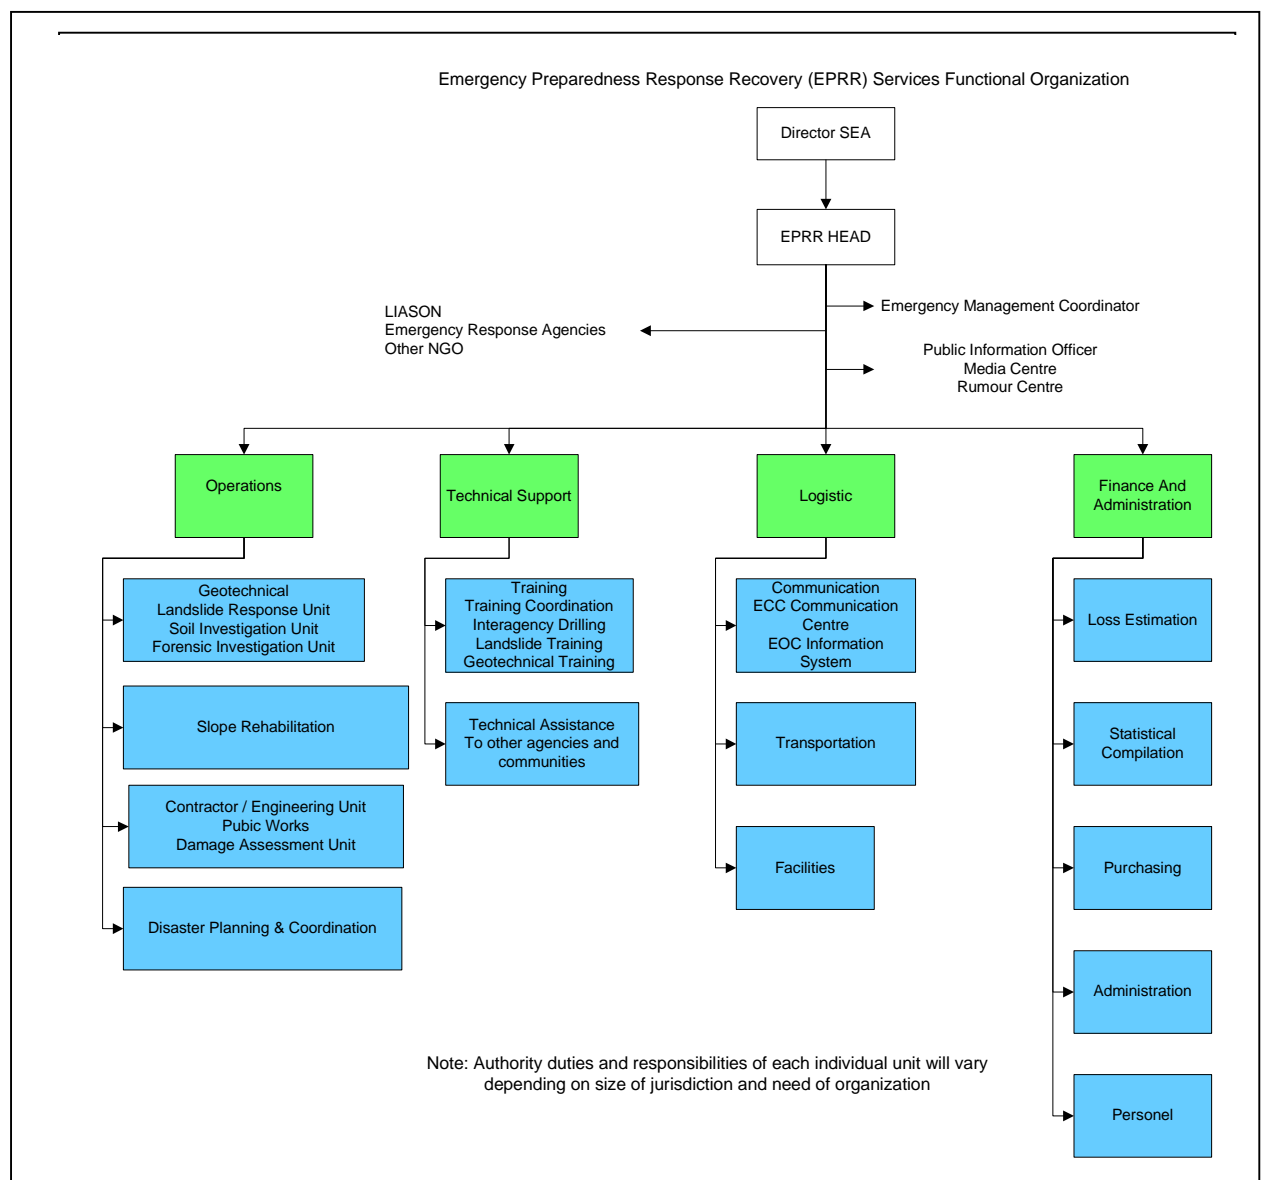 Emergency Preparedness Response Recovery (EPRR) Services Functional Organization
Director SEA
EPRR HEAD
LIASON
Emergency Response Agencies
Other NGO
Emergency Management Coordinator
Public Information Officer
Media Centre
Rumour Centre
Operations
Technical Support
Logistic
Finance And
Administration
Geotechnical
Landslide Response Unit
Soil Investigation Unit
Forensic Investigation Unit
Slope Rehabilitation
Contractor / Engineering Unit
Pubic Works
Damage Assessment Unit
Disaster Planning & Coordination
Training
Training Coordination
Interagency Drilling
Landslide Training
Geotechnical Training
Technical Assistance
To other agencies and
communities
Communication
ECC Communication
Centre
EOC Information
System
Transportation
Facilities
Loss Estimation
Statistical
Compilation
Purchasing
Administration
Personel
Note: Authority duties and responsibilities of each individual unit will vary
depending on size of jurisdiction and need of organization